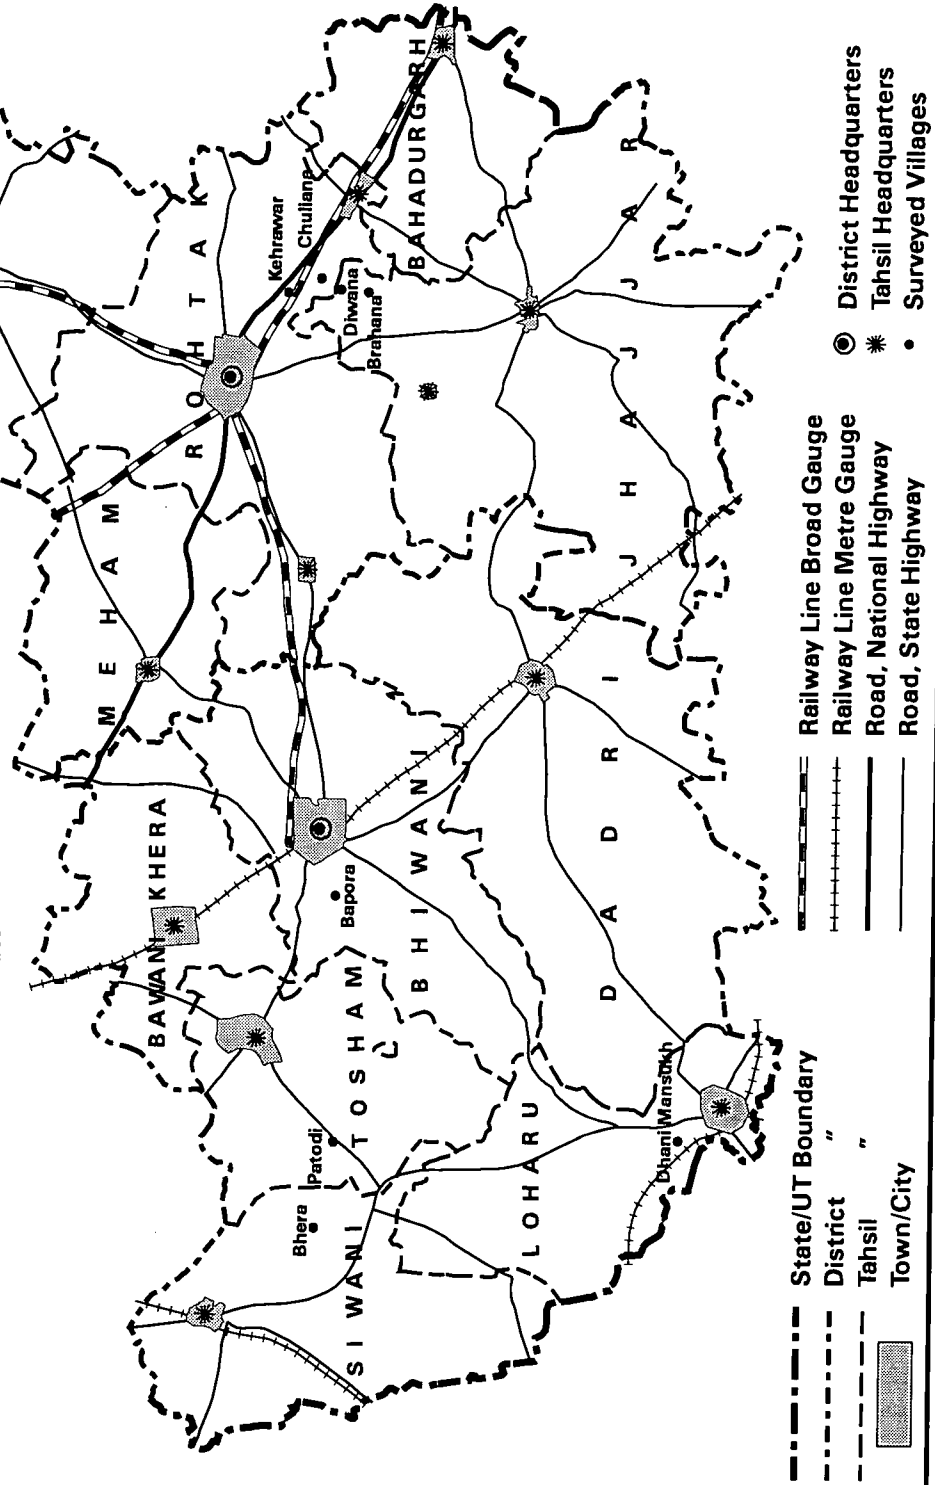 MEHAM
ROHTAK
BAHADURGARH
JHAJJAR
BAWANI KHERA
BHIWANI
DADRI
SIWANI
TOSHAM
LOHARU
Kehrawar
Chuliana
Diwana
Brahana
Bapora
Patodi
Bhera
Dhani Mansukh
State/UT Boundary
District "
Tahsil "
Town/City
Railway Line Broad Gauge
Railway Line Metre Gauge
Road, National Highway
Road, State Highway
District Headquarters
Tahsil Headquarters
Surveyed Villages